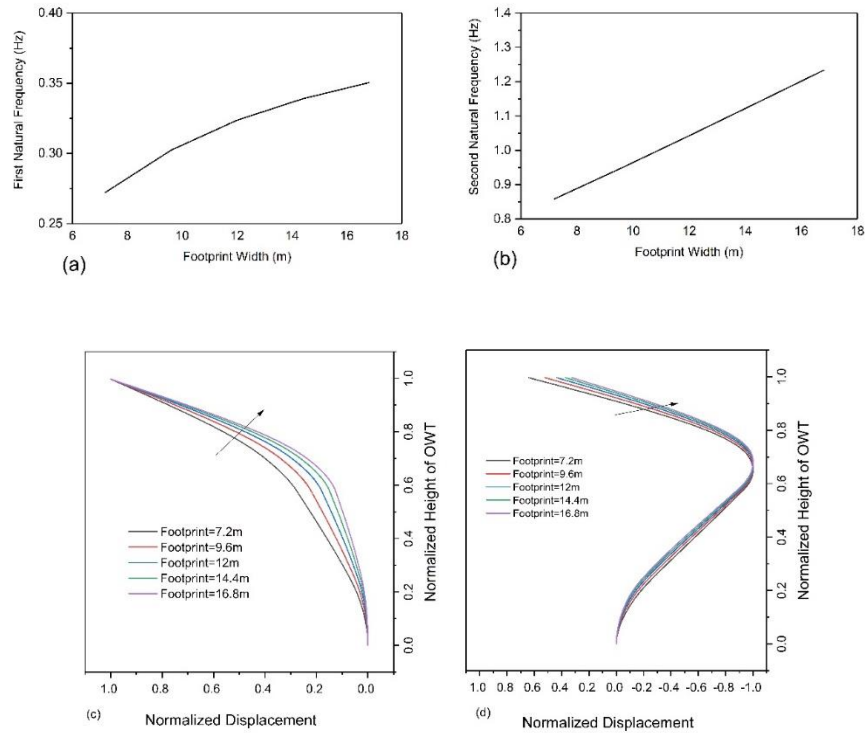 0.40
0.35
0.30
0.25
First Natural Frequency (Hz)
6 8 10 12 14 16 18
Footprint Width (m)
(a)
1.4
1.3
1.2
1.1
1.0
0.9
0.8
Second Natural Frequency (Hz)
6 8 10 12 14 16 18
Footprint Width (m)
(b)
Footprint=7.2m
Footprint=9.6m
Footprint=12m
Footprint=14.4m
Footprint=16.8m
1.0
0.8
0.6
0.4
0.2
0.0
Normalized Height of OWT
1.0 0.8 0.6 0.4 0.2 0.0
(c)
Normalized Displacement
Footprint=7.2m
Footprint=9.6m
Footprint=12m
Footprint=14.4m
Footprint=16.8m
1.0
0.8
0.6
0.4
0.2
0.0
Normalized Height of OWT
1.0 0.8 0.6 0.4 0.2 0.0 -0.2 -0.4 -0.6 -0.8 -1.0
(d)
Normalized Displacement